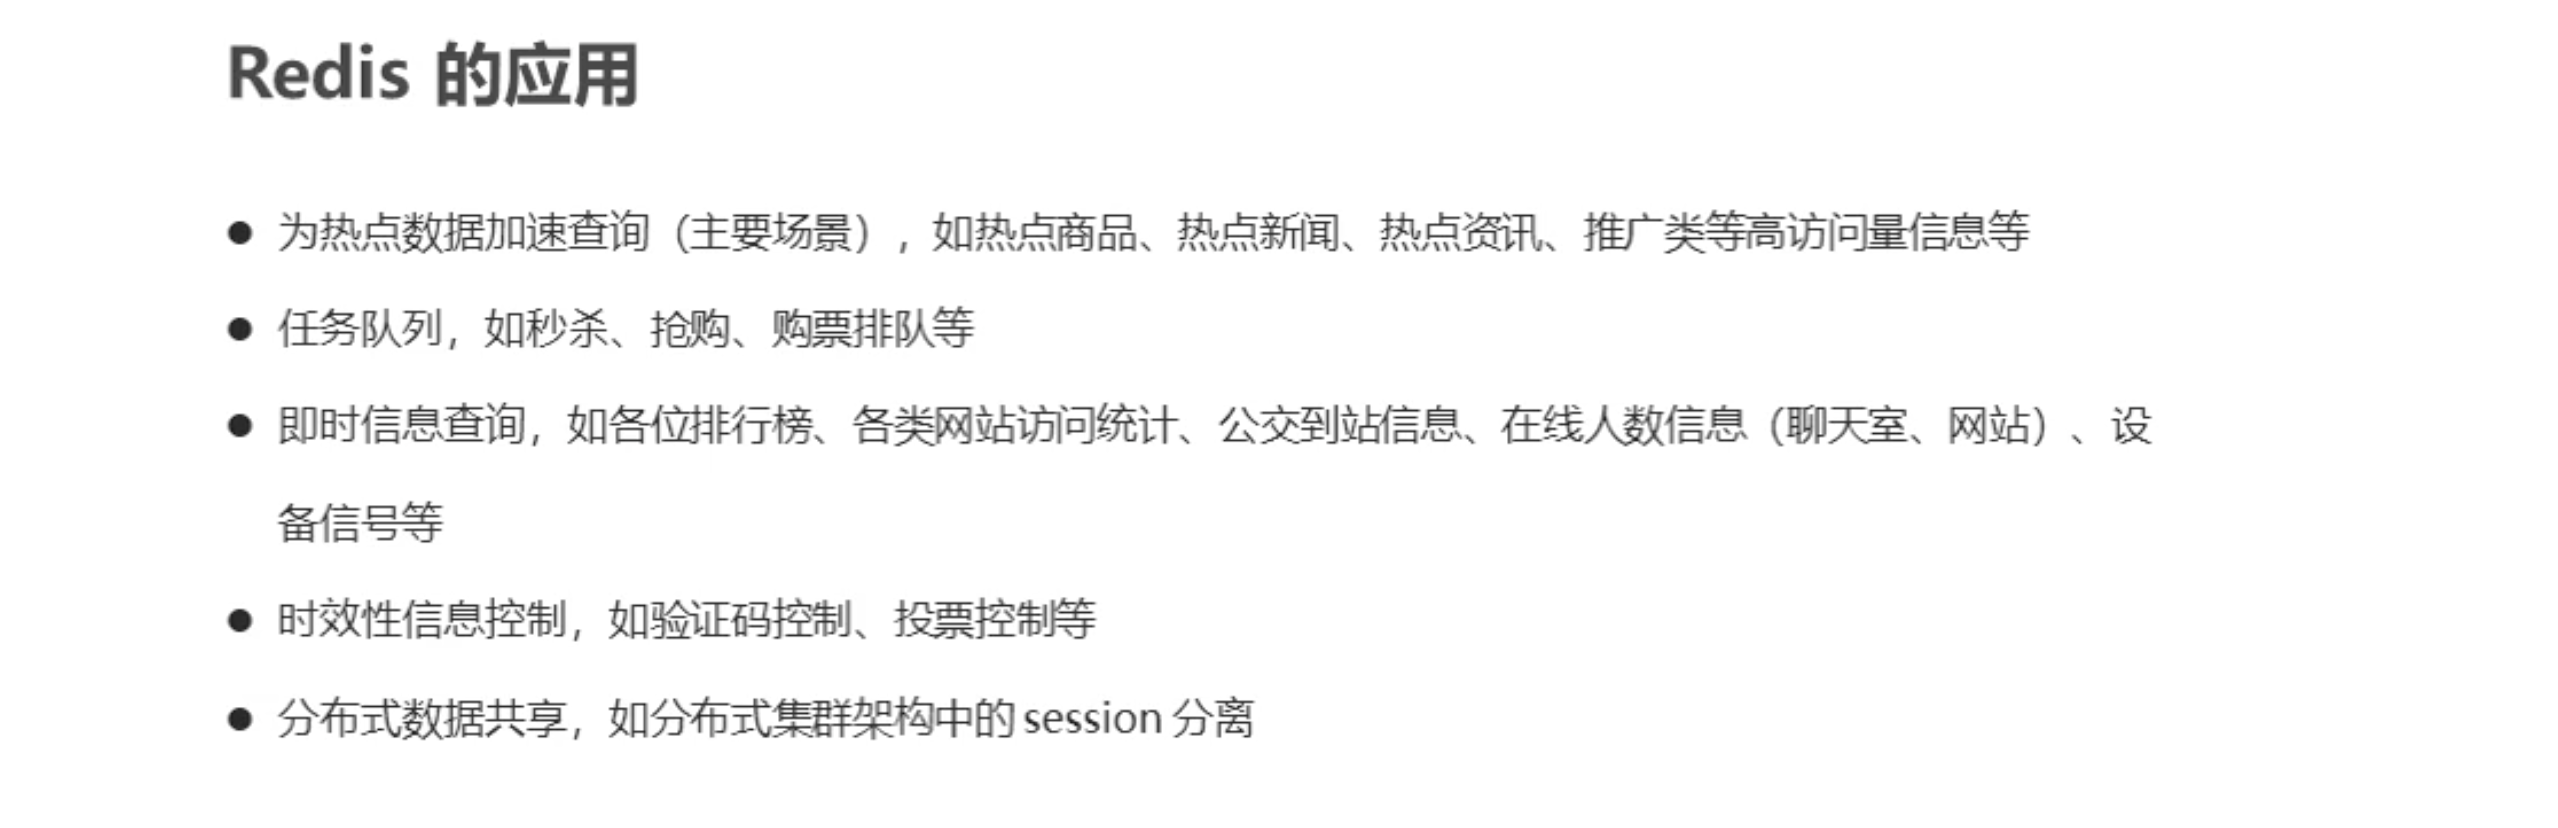 Redis 的应用
● 为热点数据加速查询（主要场景），如热点商品、热点新闻、热点资讯、推广类等高访问量信息等
● 任务队列，如秒杀、抢购、购票排队等
● 即时信息查询，如各位排行榜、各类网站访问统计、公交到站信息、在线人数信息（聊天室、网站）、设
备信号等
● 时效性信息控制，如验证码控制、投票控制等
● 分布式数据共享，如分布式集群架构中的 session 分离